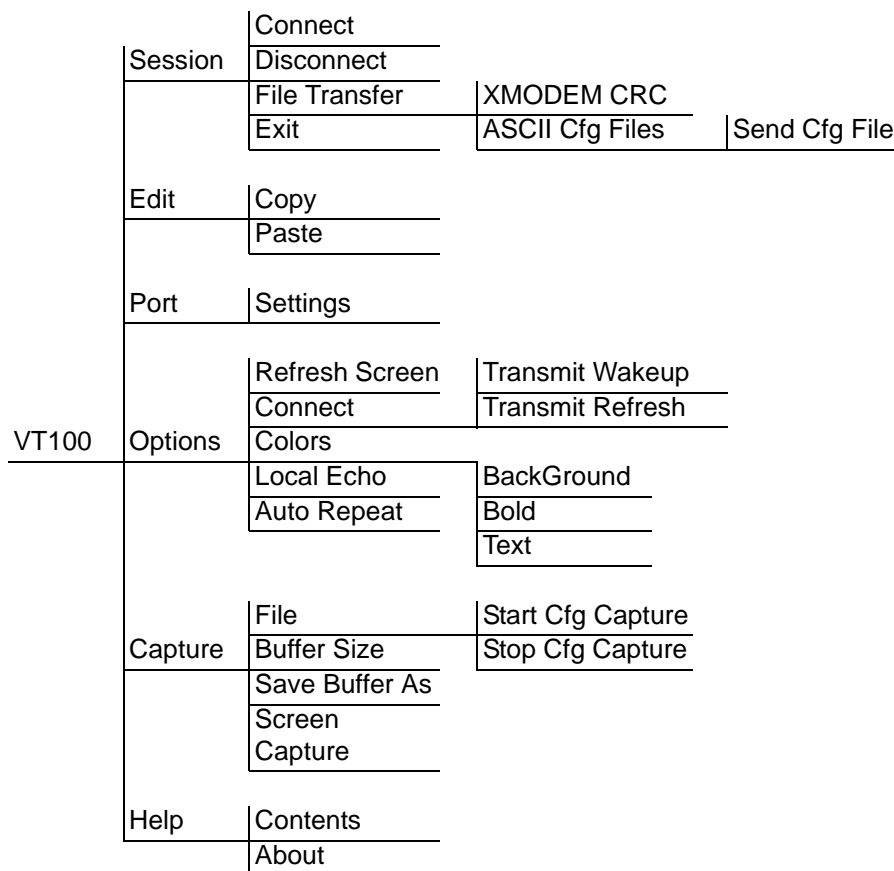 Connect
Session Disconnect
File Transfer XMODEM CRC
Exit ASCII Cfg Files Send Cfg File
Edit Copy
Paste
Port Settings
Refresh Screen Transmit Wakeup
Connect Transmit Refresh
VT100 Options Colors
Local Echo BackGround
Auto Repeat Bold
Text
File Start Cfg Capture
Capture Buffer Size Stop Cfg Capture
Save Buffer As
Screen
Capture
Help Contents
About